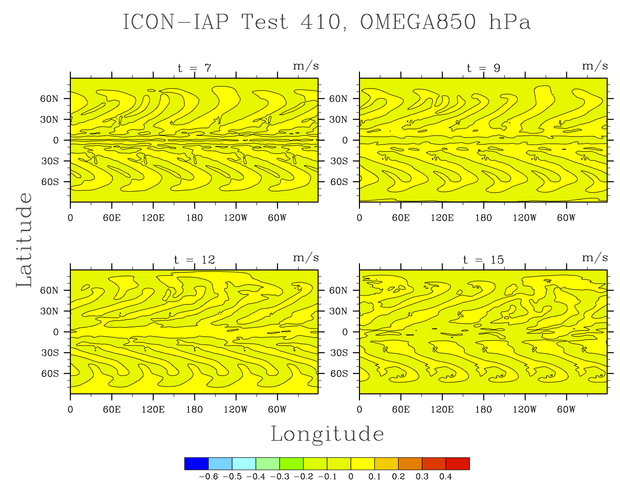 ICON−IAP Test 410, OMEGA850 hPa
t = 7 m/s
t = 9 m/s
60N
30N
0
30S
60S
60N
30N
0
30S
60S
0 60E 120E 180 120W 60W
0 60E 120E 180 120W 60W
Latitude
t = 12 m/s
t = 15 m/s
60N
30N
0
30S
60S
60N
30N
0
30S
60S
0 60E 120E 180 120W 60W
0 60E 120E 180 120W 60W
Longitude
−0.6 −0.5 −0.4 −0.3 −0.2 −0.1 0 0.1 0.2 0.3 0.4